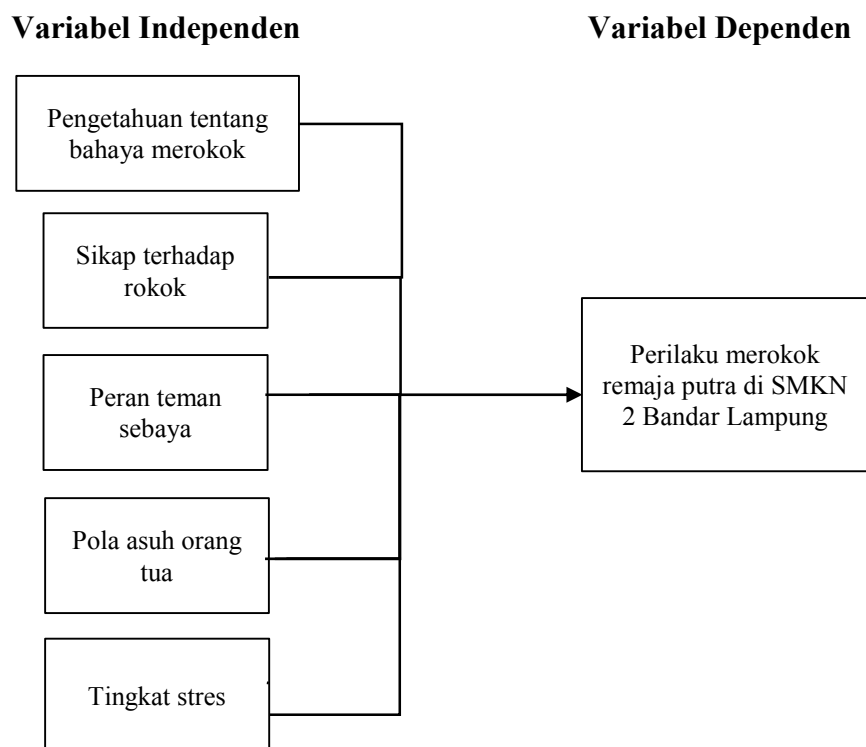 Variabel Independen
Variabel Dependen
Pengetahuan tentang
bahaya merokok
Sikap terhadap
rokok
Peran teman
sebaya
Pola asuh orang
tua
Tingkat stres
Perilaku merokok
remaja putra di SMKN
2 Bandar Lampung